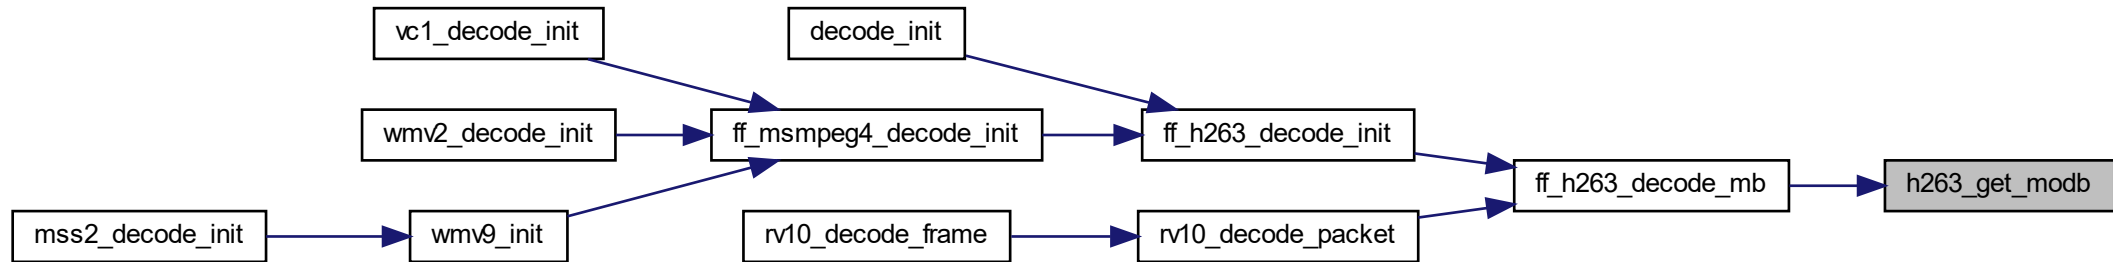 vc1_decode_init
decode_init
wmv2_decode_init
ff_msmpeg4_decode_init
ff_h263_decode_init
ff_h263_decode_mb
h263_get_modb
mss2_decode_init
wmv9_init
rv10_decode_frame
rv10_decode_packet